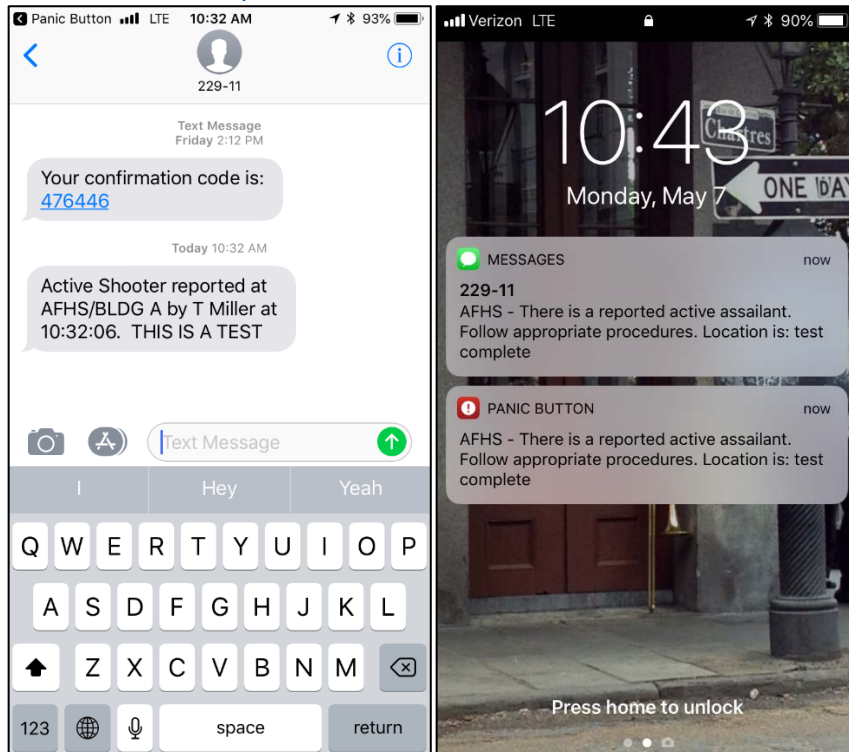 Panic Button LTE 10:32 AM 93%
229-11
Text Message
Friday 2:12 PM
Your confirmation code is:
476446
Today 10:32 AM
Active Shooter reported at
AFHS/BLDG A by T Miller at
10:32:06.  THIS IS A TEST
Text Message
I Hey Yeah
Q W E R T Y U I O P
A S D F G H J K L
Z X C V B N M
123 space return
Verizon LTE 90%
10:43
Chartres
Monday, May 7
ONE WAY
MESSAGES now
229-11
AFHS - There is a reported active assailant.
Follow appropriate procedures. Location is: test
complete
PANIC BUTTON now
AFHS - There is a reported active assailant.
Follow appropriate procedures. Location is: test
complete
Press home to unlock